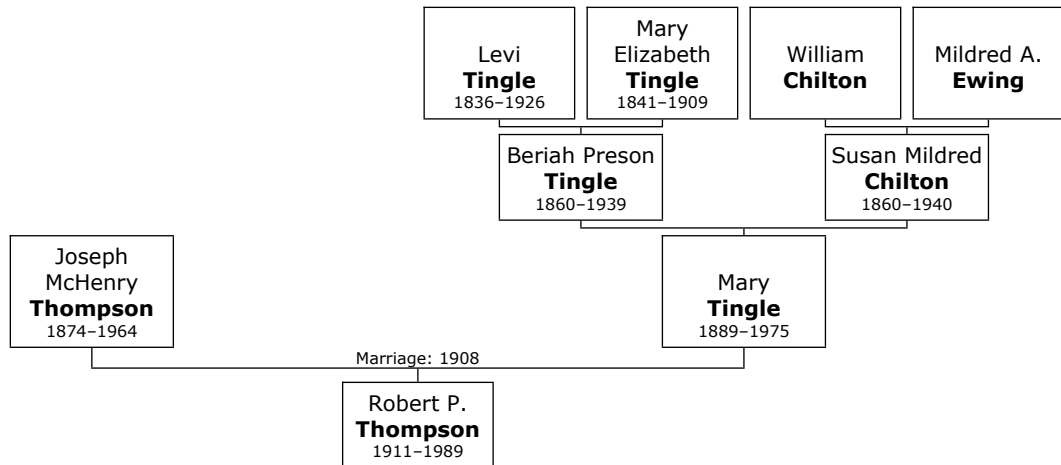 Levi
Tingle
1836–1926
Mary
Elizabeth
Tingle
1841–1909
William
Chilton
Mildred A.
Ewing
Beriah Preson
Tingle
1860–1939
Susan Mildred
Chilton
1860–1940
Joseph
McHenry
Thompson
1874–1964
Mary
Tingle
1889–1975
Marriage: 1908
Robert P.
Thompson
1911–1989